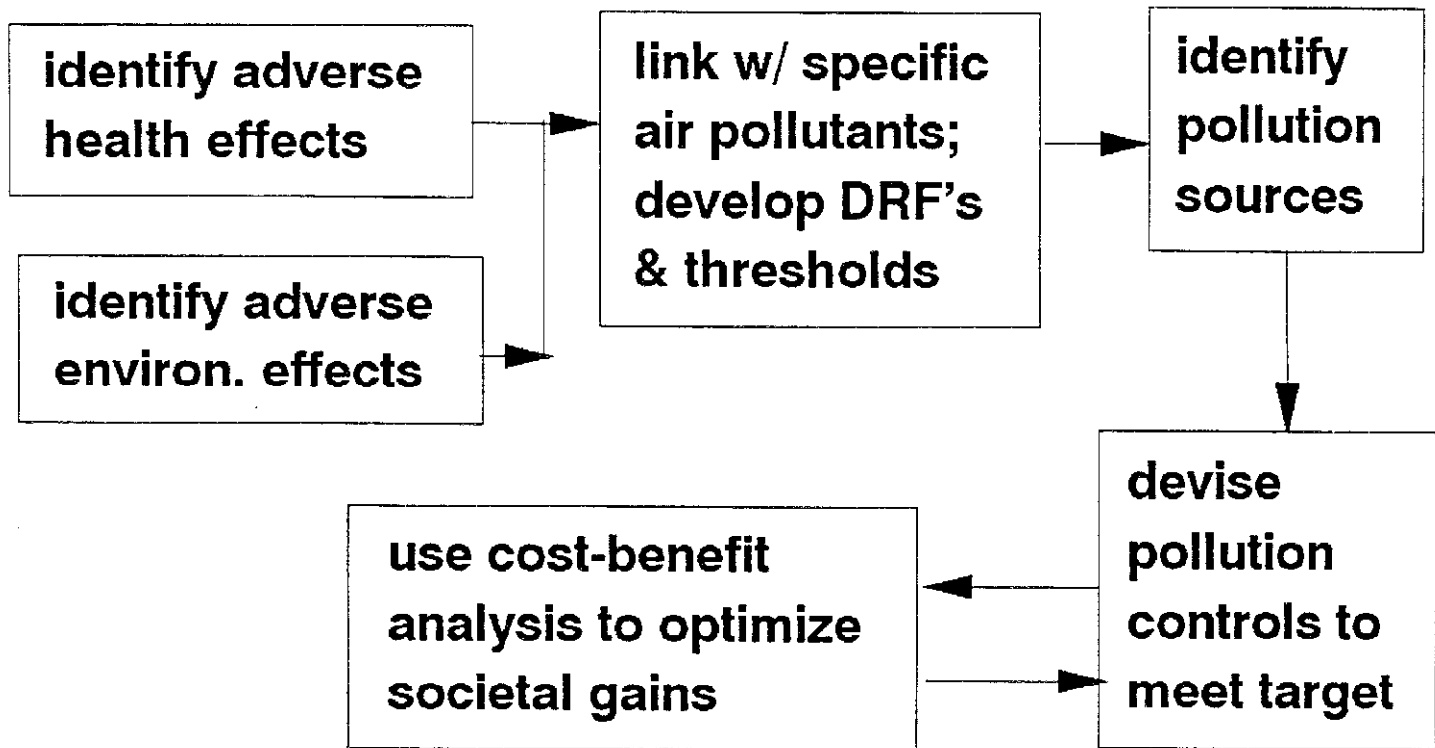 identify adverse
health effects
identify adverse
environ. effects
link w/ specific
air pollutants;
develop DRF's
& thresholds
identify
pollution
sources
devise
pollution
controls to
meet target
use cost-benefit
analysis to optimize
societal gains